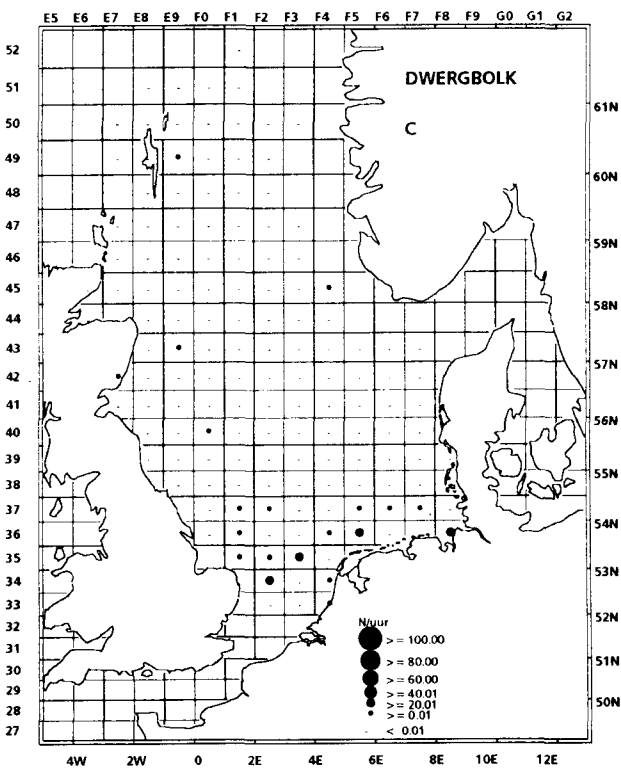 E5 E6 E7 E8 E9 F0 F1 F2 F3 F4 F5 F6 F7 F8 F9 G0 G1 G2
DWERGBOLK
C
52
51
50
49
48
47
46
45
44
43
42
41
40
39
38
37
36
35
34
33
32
31
30
29
28
27
61N
60N
59N
58N
57N
56N
55N
54N
53N
52N
51N
50N
N/uur
>= 100.00
>= 80.00
>= 60.00
>= 40.01
>= 20.01
>= 0.01
< 0.01
4W 2W 0 2E 4E 6E 8E 10E 12E